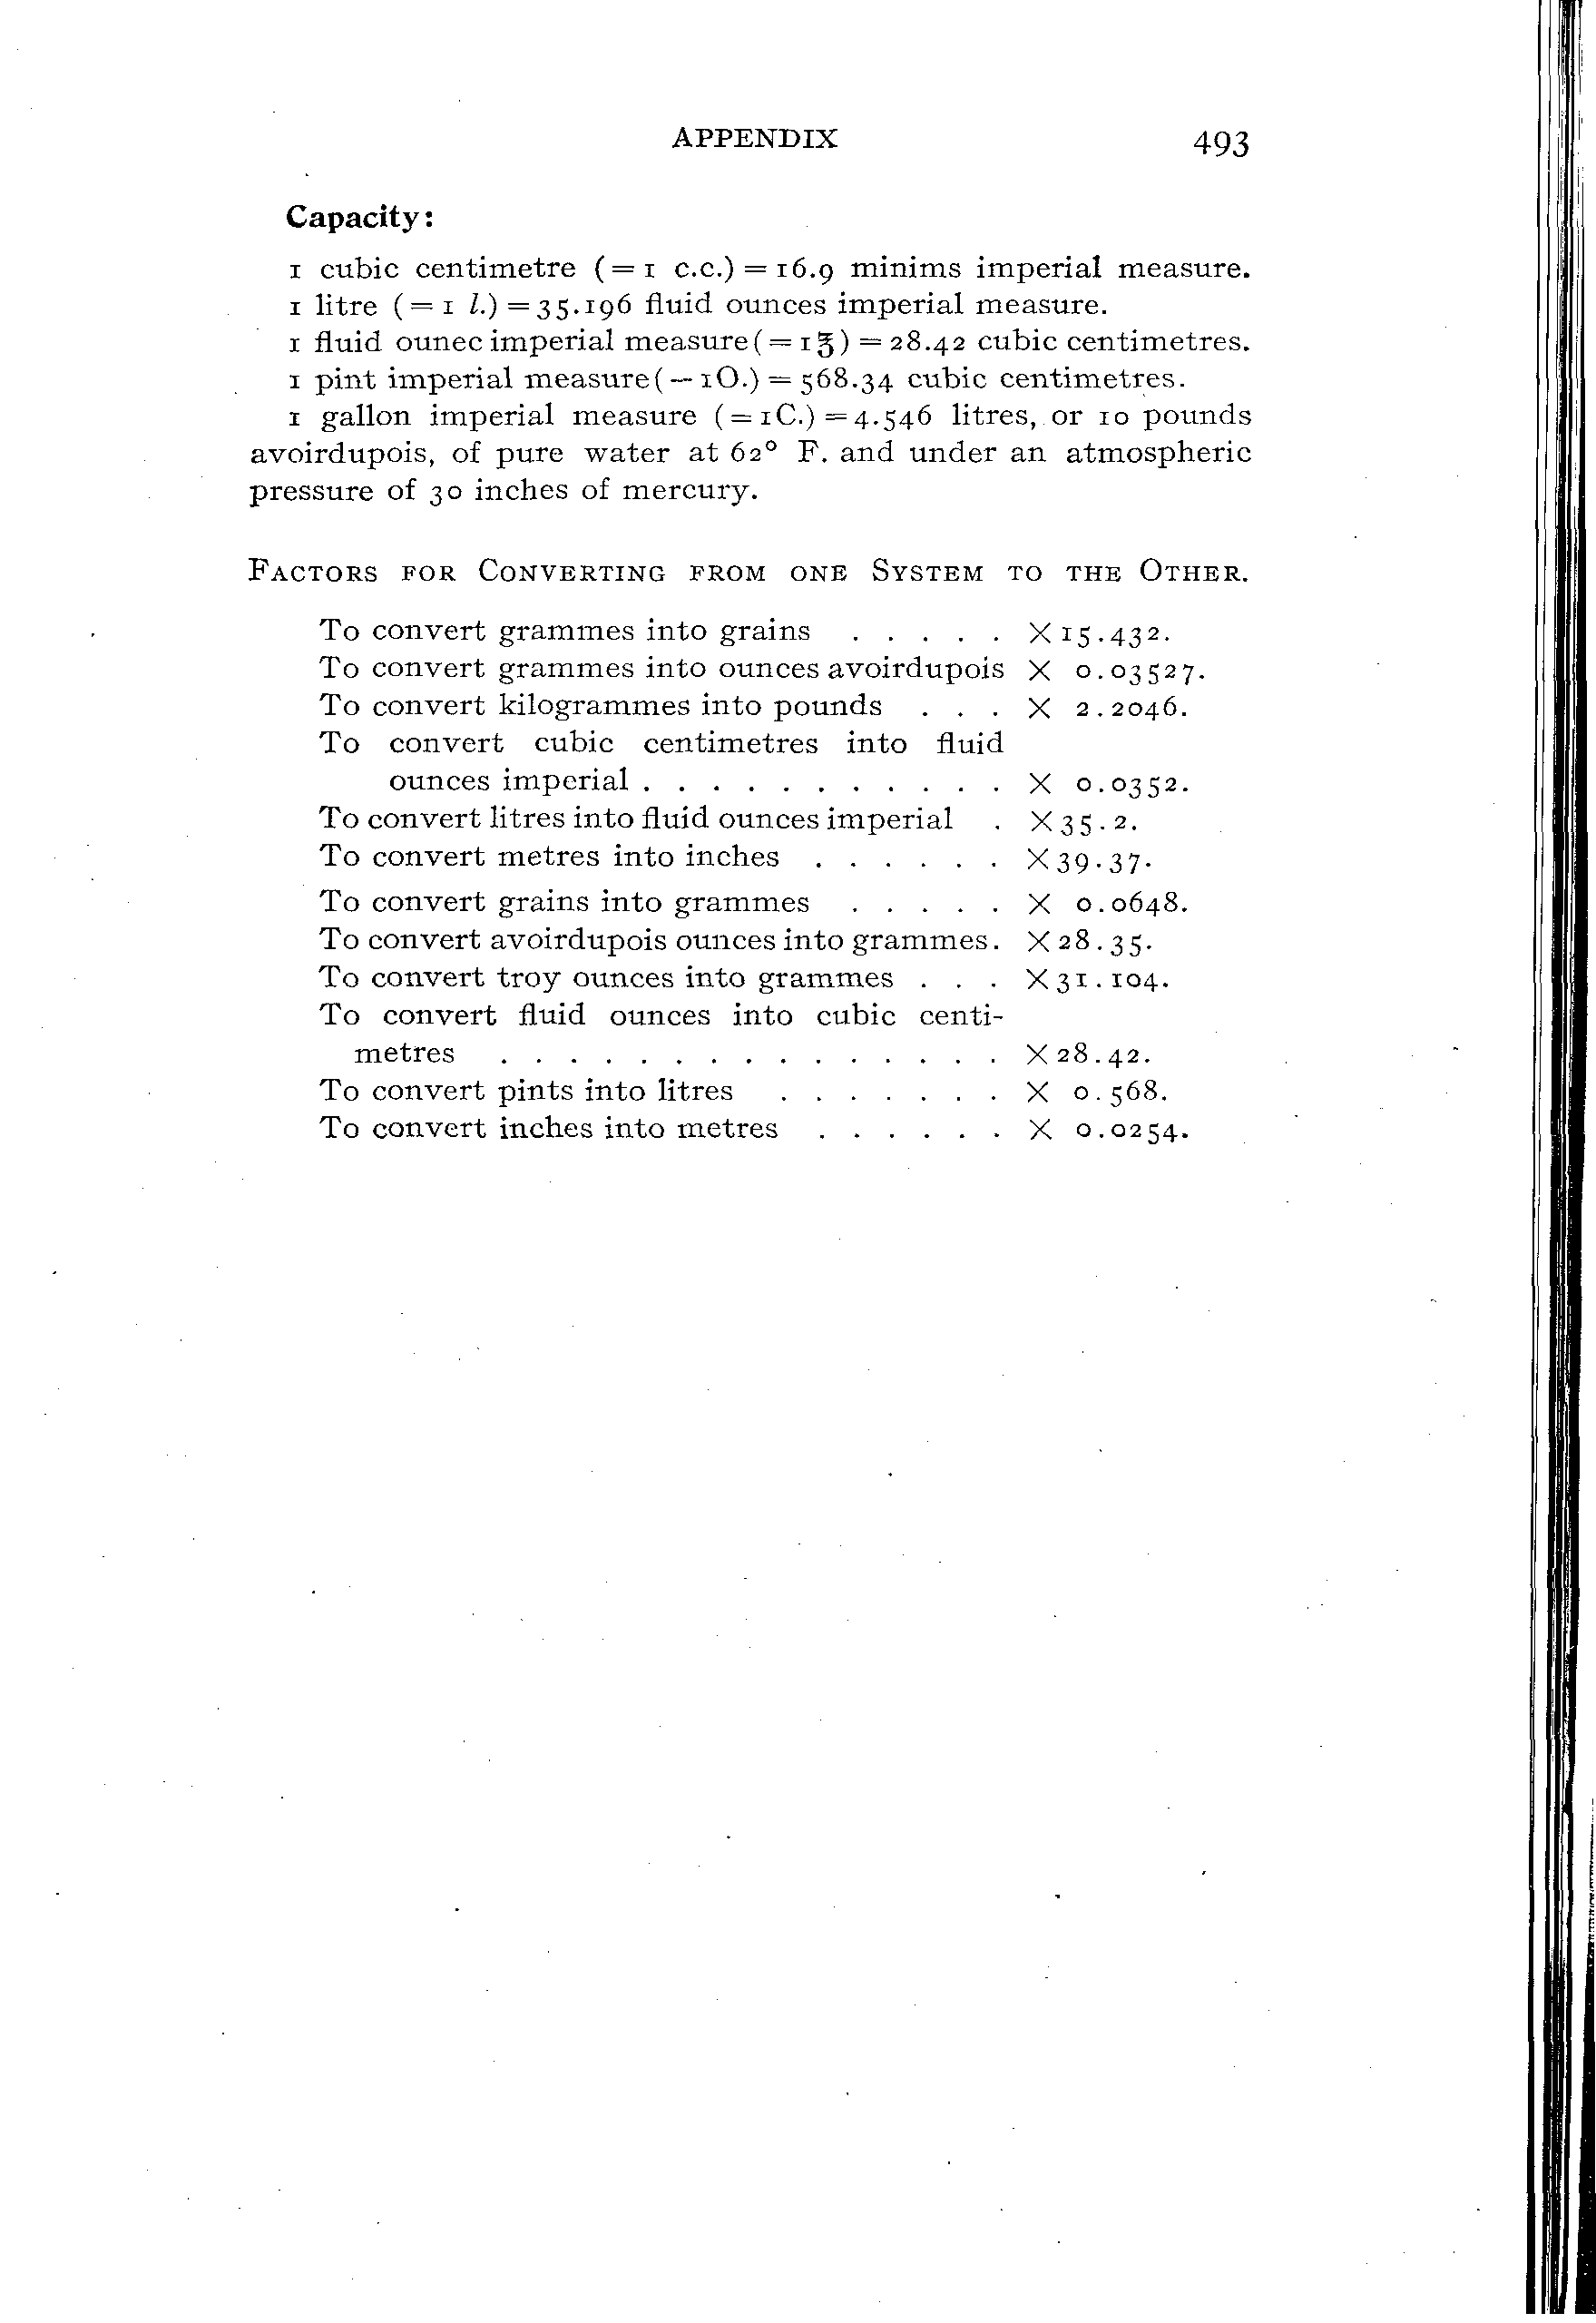 APPENDIX 493
Capacity:
1 cubic centimetre (= 1 c.c.) = 16.9 minims imperial measure.
1 litre (= 1 l.) = 35.196 fluid ounces imperial measure.
1 fluid ounec imperial measure (= 1℥) = 28.42 cubic centimetres.
1 pint imperial measure (— 1O.) = 568.34 cubic centimetres.
1 gallon imperial measure (= 1C.) = 4.546 litres, or 10 pounds
avoirdupois, of pure water at 62° F. and under an atmospheric
pressure of 30 inches of mercury.
FACTORS FOR CONVERTING FROM ONE SYSTEM TO THE OTHER.
To convert grammes into grains . . . . . × 15.432.
To convert grammes into ounces avoirdupois × 0.03527.
To convert kilogrammes into pounds . . . × 2.2046.
To convert cubic centimetres into fluid
ounces imperial . . . . . . . . . . . × 0.0352.
To convert litres into fluid ounces imperial . × 35.2.
To convert metres into inches . . . . . . × 39.37.
To convert grains into grammes . . . . . × 0.0648.
To convert avoirdupois ounces into grammes. × 28.35.
To convert troy ounces into grammes . . . × 31.104.
To convert fluid ounces into cubic centi-
metres . . . . . . . . . . . . . . . × 28.42.
To convert pints into litres . . . . . . . × 0.568.
To convert inches into metres . . . . . . × 0.0254.